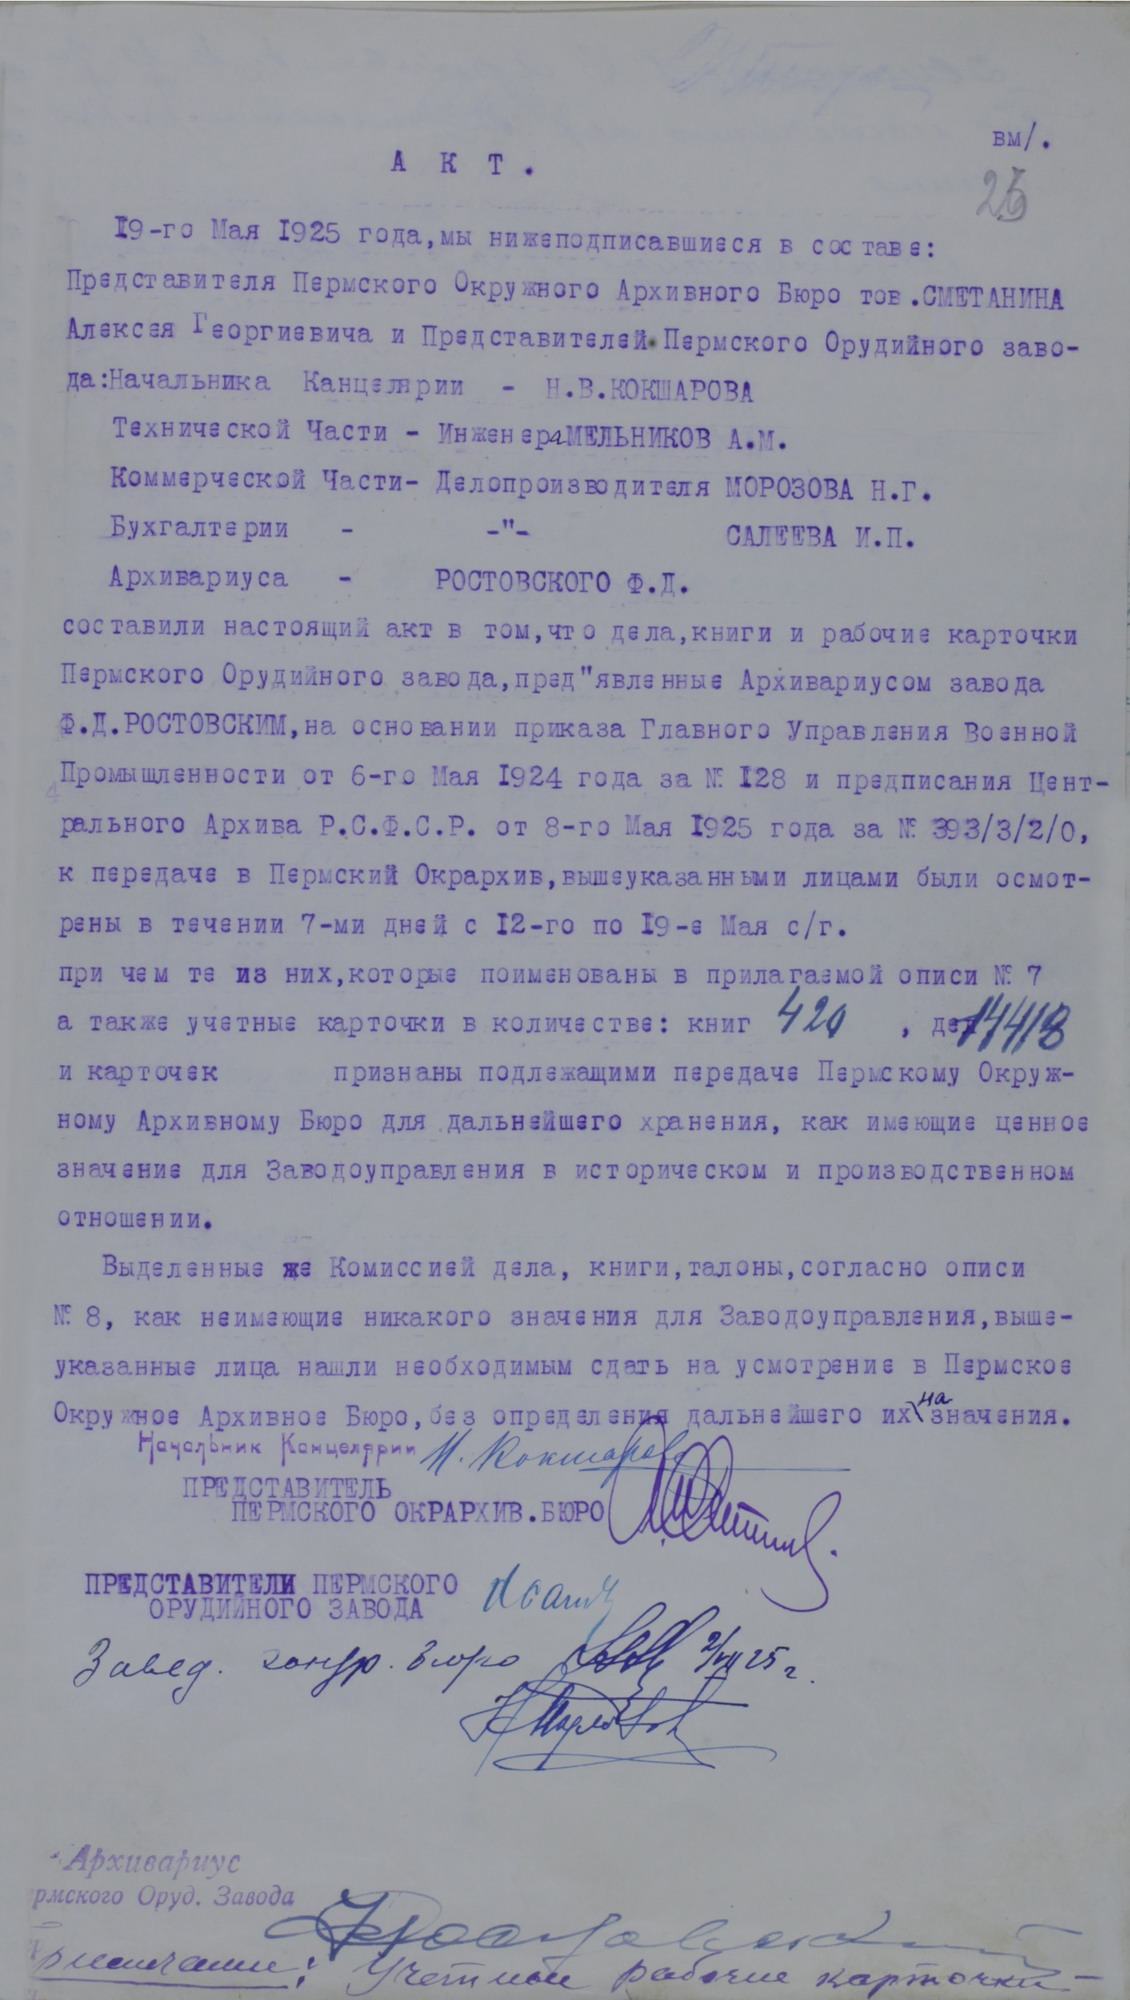 вм/.
А К Т .
26
19-го Мая 1925 года,мы нижеподписавшиеся в составе:
Представителя Пермского Окружного Архивного Бюро тов.СМЕТАНИНА
Алексея Георгиевича и Представителей Пермского Орудийного заво-
да:Начальника Канцелярии - Н.В.КОКШАРОВА
Технической Части - Инженера МЕЛЬНИКОВ А.М.
Коммерческой Части- Делопроизводителя МОРОЗОВА Н.Г.
Бухгалтерии - -"- САЛЕЕВА И.П.
Архивариуса - РОСТОВСКОГО Ф.Д.
составили настоящий акт в том,что дела,книги и рабочие карточки
Пермского Орудийного завода,пред"явленные Архивариусом завода
Ф.Д.РОСТОВСКИМ,на основании приказа Главного Управления Военной
Промышленности от 6-го Мая 1924 года за № 128 и предписания Цент-
рального Архива Р.С.Ф.С.Р. от 8-го Мая 1925 года за № 393/3/2/0,
к передаче в Пермский Окрархив,вышеуказанными лицами были осмот-
рены в течении 7-ми дней с 12-го по 19-е Мая с/г.
при чем те из них,которые поименованы в прилагаемой описи № 7
а также учетные карточки в количестве: книг 420 , дел 14418
и карточек признаны подлежащими передаче Пермскому Окруж-
ному Архивному Бюро для дальнейшего хранения, как имеющие ценное
значение для Заводоуправления в историческом и производственном
отношении.
Выделенные же Комиссией дела, книги,талоны,согласно описи
№ 8, как неимеющие никакого значения для Заводоуправления,выше-
указанные лица нашли необходимым сдать на усмотрение в Пермское
Окружное Архивное Бюро,без определения дальнейшего их назначения.
Начальник Канцелярии Н. Кокшаров
ПРЕДСТАВИТЕЛЬ
ПЕРМСКОГО ОКРАРХИВ.БЮРО
ПРЕДСТАВИТЕЛИ ПЕРМСКОГО
ОРУДИЙНОГО ЗАВОДА
Завед. бюро 25 г.
Архивариус
рмского Оруд. Завода
Ростовский
римечание: Учетные рабочие карточки-